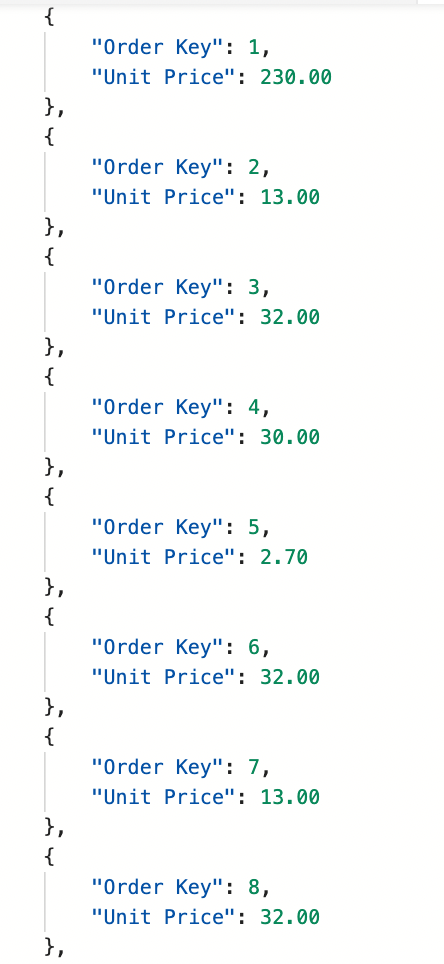 {
"Order Key": 1,
"Unit Price": 230.00
},
{
"Order Key": 2,
"Unit Price": 13.00
},
{
"Order Key": 3,
"Unit Price": 32.00
},
{
"Order Key": 4,
"Unit Price": 30.00
},
{
"Order Key": 5,
"Unit Price": 2.70
},
{
"Order Key": 6,
"Unit Price": 32.00
},
{
"Order Key": 7,
"Unit Price": 13.00
},
{
"Order Key": 8,
"Unit Price": 32.00
},